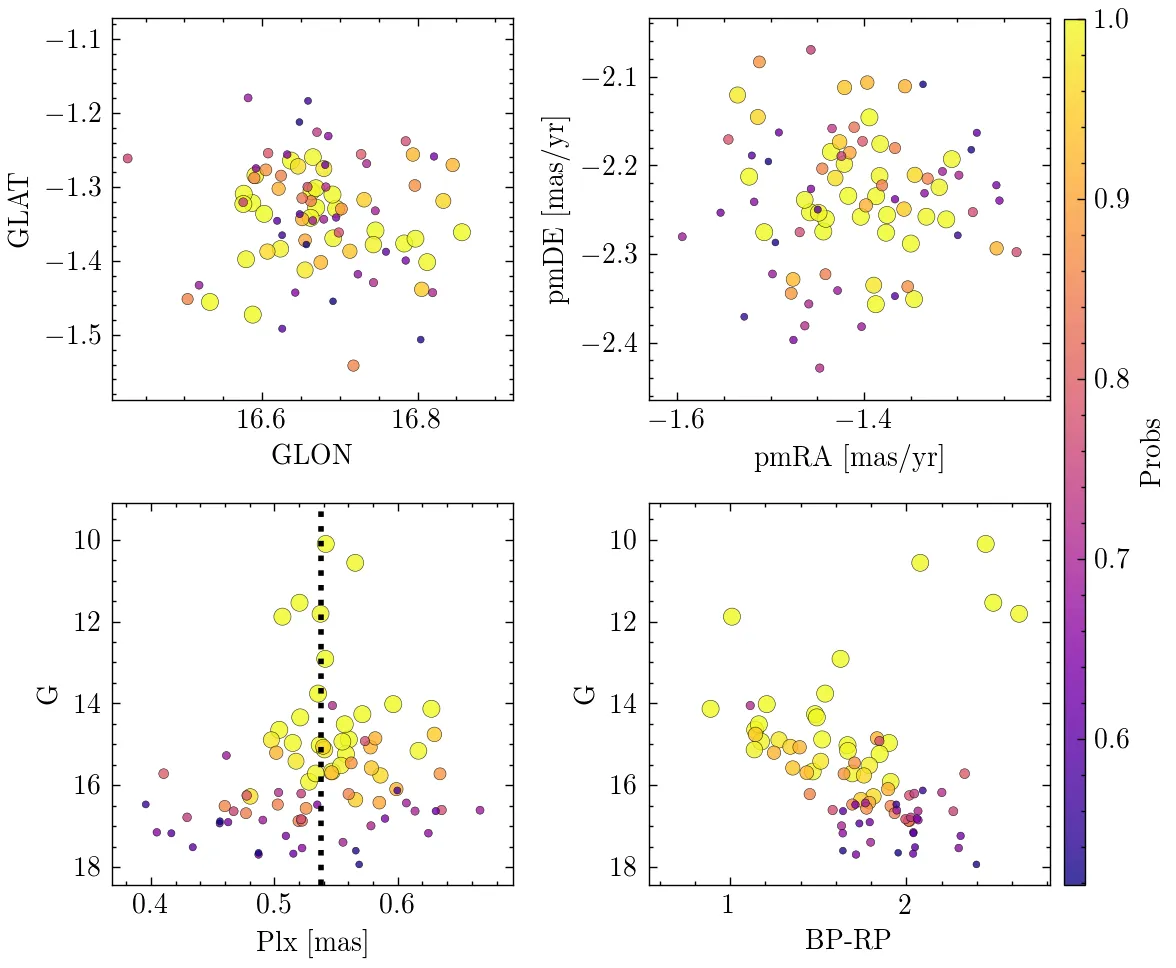 −1.1
−1.2
−1.3
−1.4
−1.5
GLAT
16.6 16.8
GLON
−2.1
−2.2
−2.3
−2.4
pmDE [mas/yr]
−1.6 −1.4
pmRA [mas/yr]
1.0
0.9
0.8
0.7
0.6
Probs
10
12
14
16
18
G
0.4 0.5 0.6
Plx [mas]
10
12
14
16
18
G
1 2
BP-RP